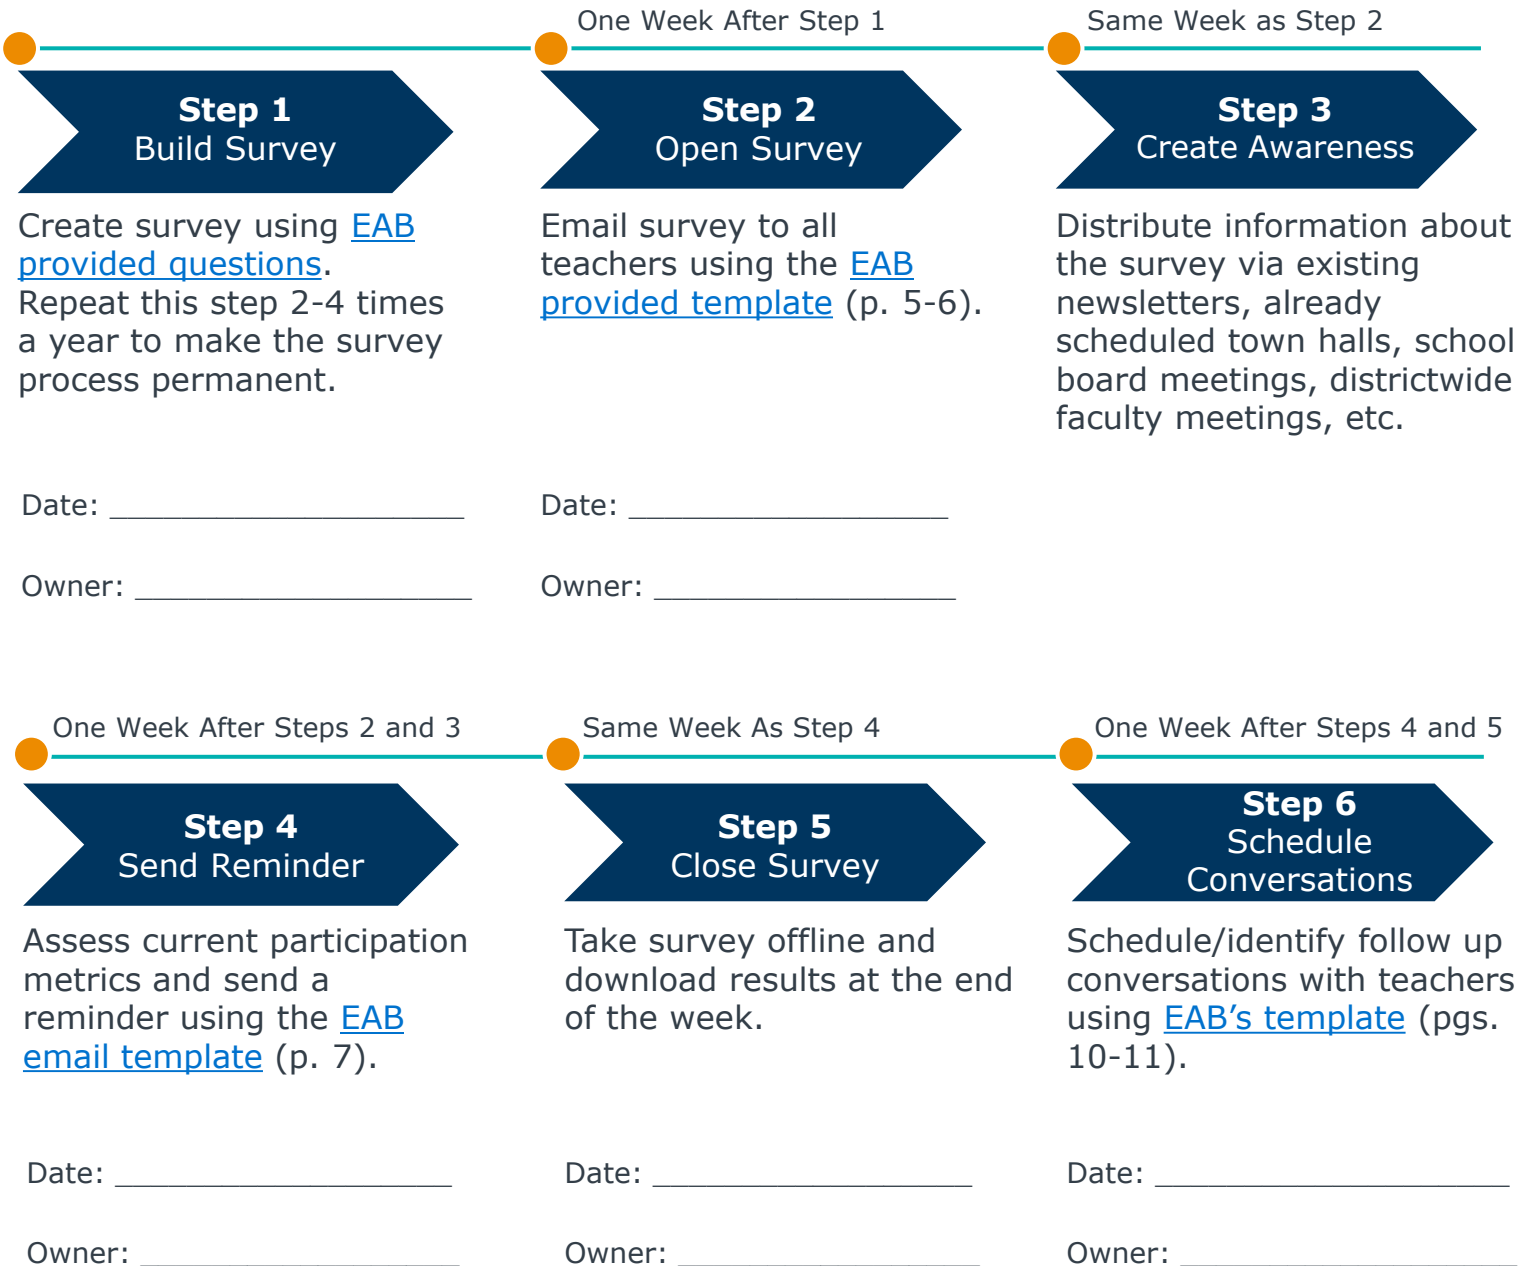 One Week After Step 1
Same Week as Step 2
Step 1
Build Survey
Step 2
Open Survey
Step 3
Create Awareness
Create survey using EAB
provided questions.
Repeat this step 2-4 times
a year to make the survey
process permanent.
Email survey to all
teachers using the EAB
provided template (p. 5-6).
Distribute information about
the survey via existing
newsletters, already
scheduled town halls, school
board meetings, districtwide
faculty meetings, etc.
Date: ____________________
Owner: ___________________
Date: __________________
Owner: _________________
One Week After Steps 2 and 3
Same Week As Step 4
One Week After Steps 4 and 5
Step 4
Send Reminder
Step 5
Close Survey
Step 6
Schedule
Conversations
Assess current participation
metrics and send a
reminder using the EAB
email template (p. 7).
Take survey offline and
download results at the end
of the week.
Schedule/identify follow up
conversations with teachers
using EAB’s template (pgs.
10-11).
Date: ___________________
Owner: __________________
Date: __________________
Owner: _________________
Date: ____________________
Owner: ___________________